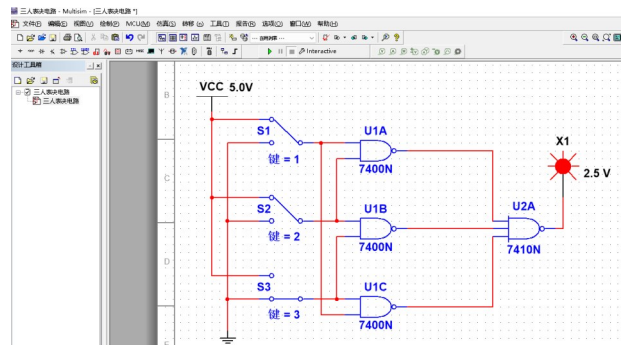 三人表决电路 - Multisim - [三人表决电路 *]
文件(F) 编辑(E) 视图(V) 绘制(P) MCU(M) 仿真(S) 转移(n) 工具(T) 报告(R) 选项(O) 窗口(W) 帮助(H)
Interactive
设计工具箱
三人表决电路
三人表决电路
B
C
D
VCC 5.0V
S1
键 = 1
S2
键 = 2
S3
键 = 3
U1A
7400N
U1B
7400N
U1C
7400N
U2A
7410N
X1
2.5 V